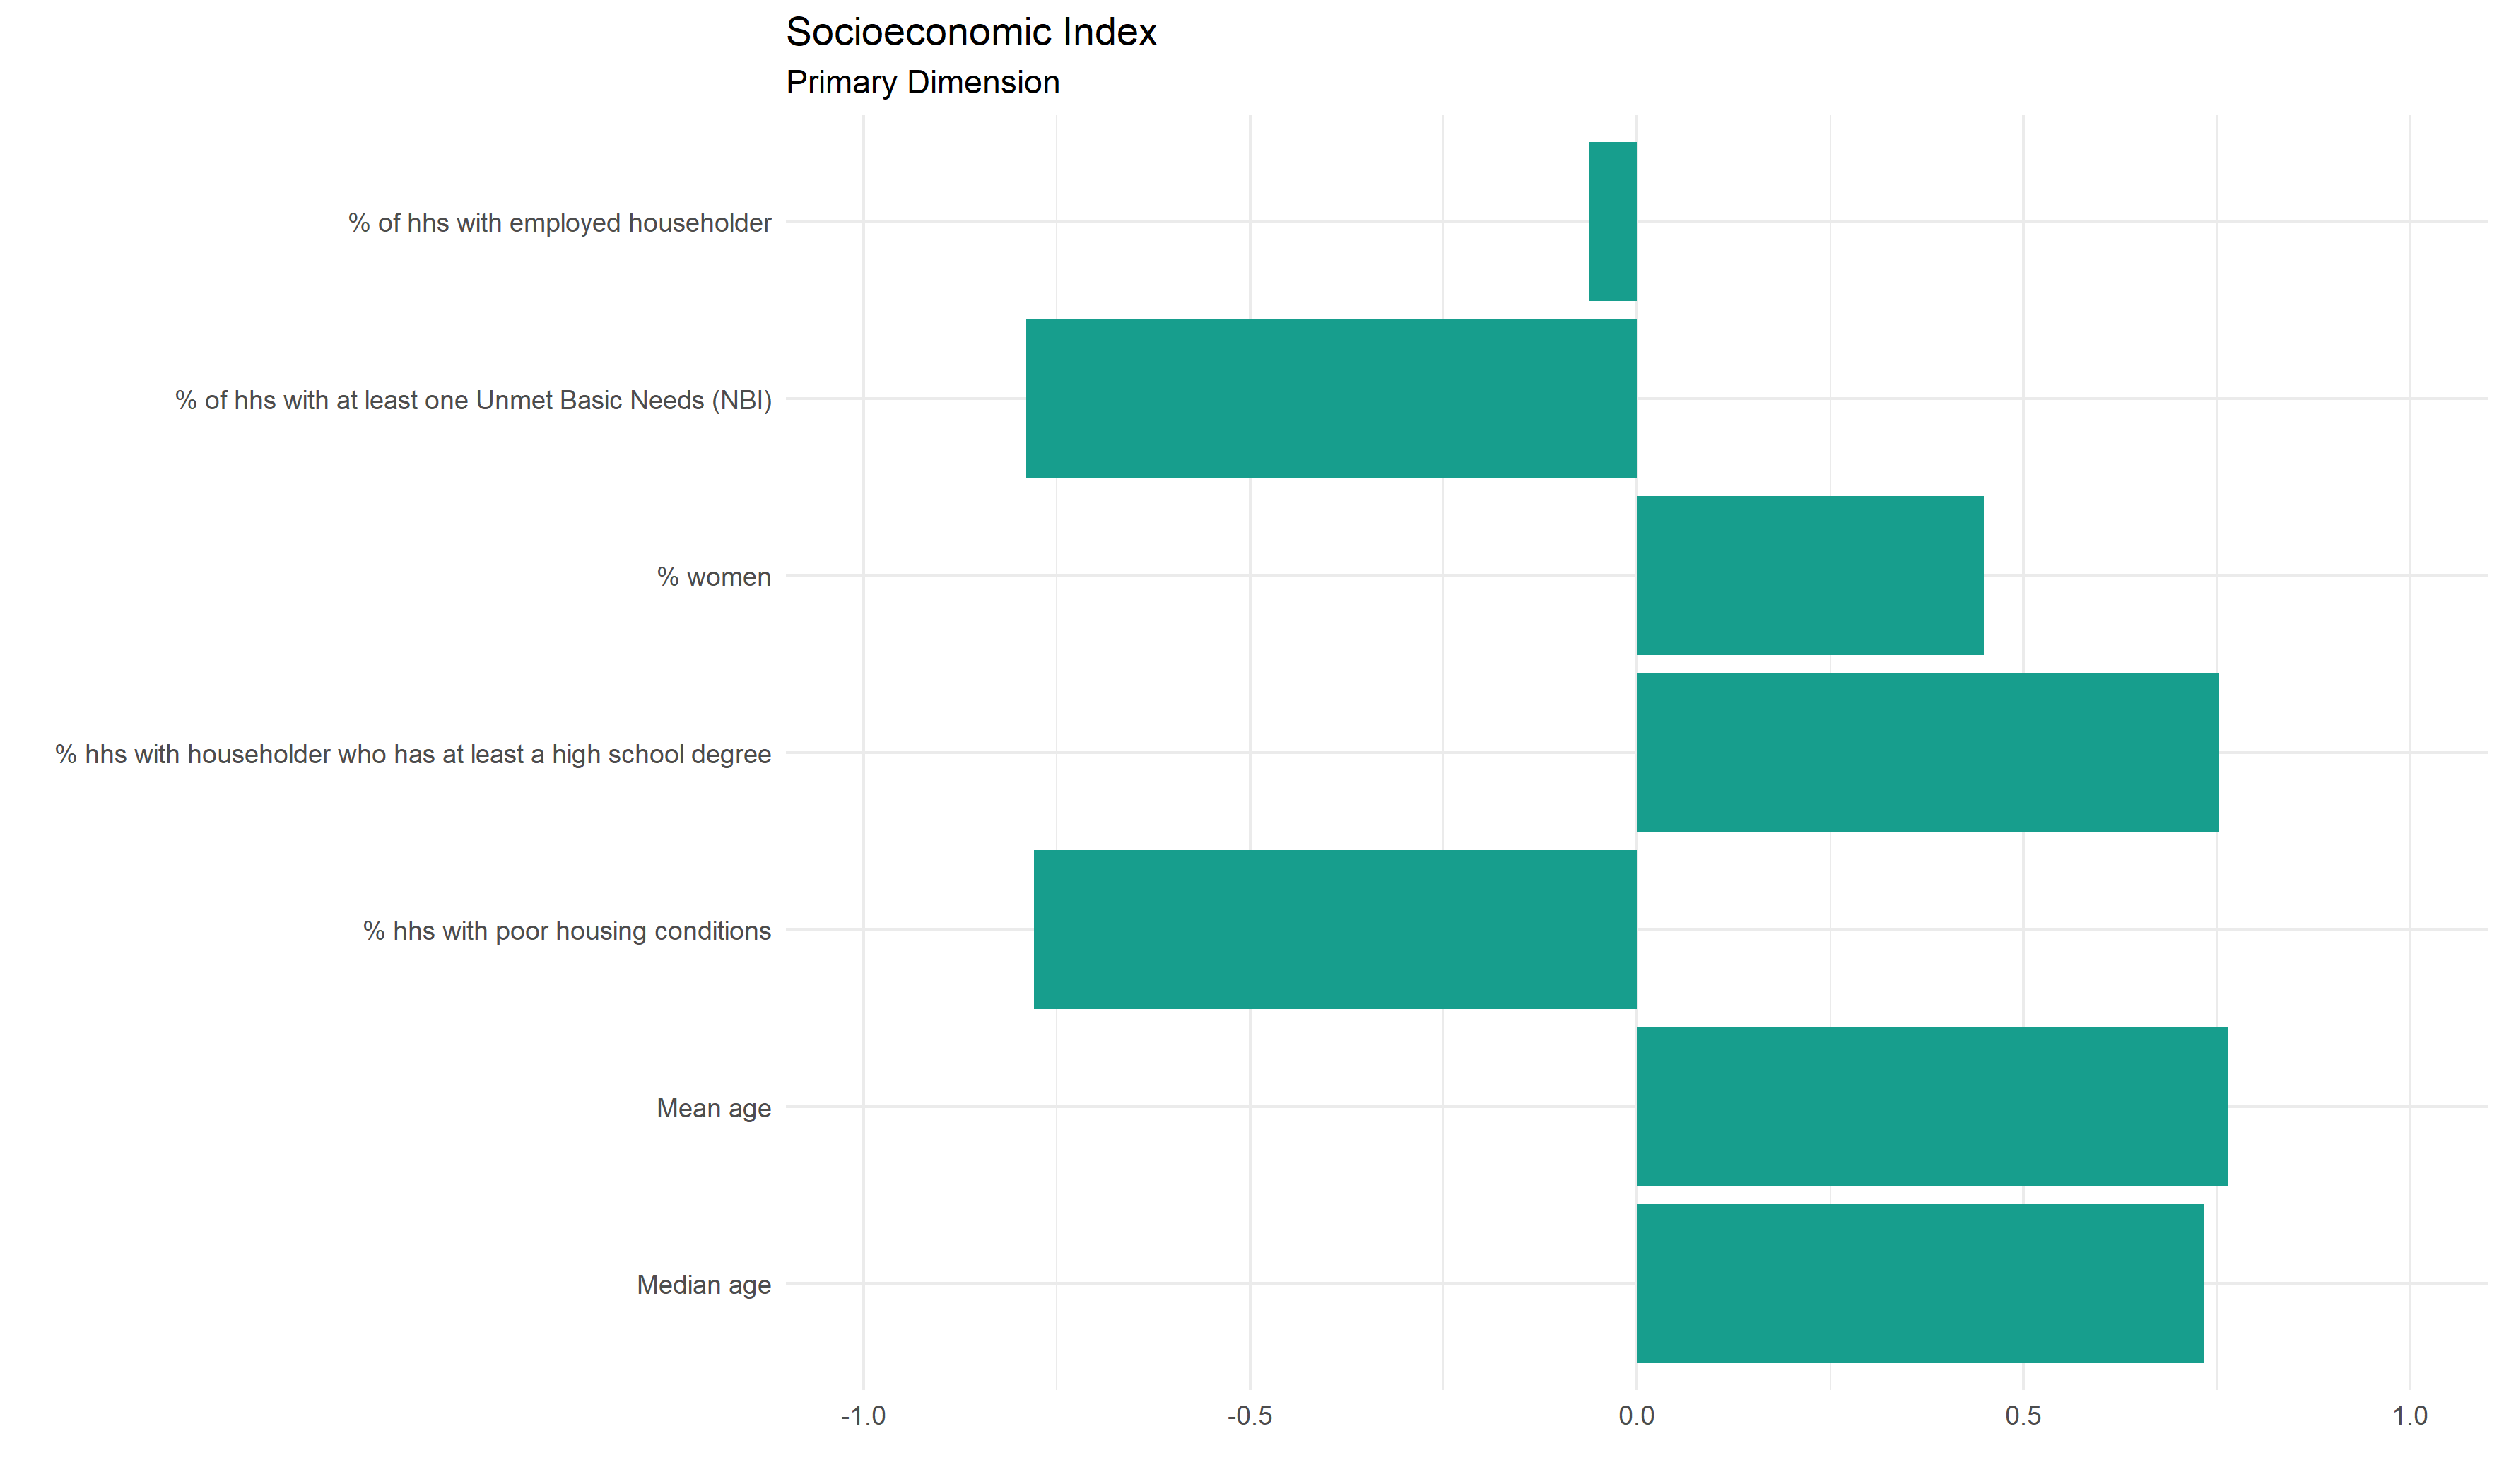 Socioeconomic Index
Primary Dimension
% of hhs with employed householder
% of hhs with at least one Unmet Basic Needs (NBI)
% women
% hhs with householder who has at least a high school degree
% hhs with poor housing conditions
Mean age
Median age
-1.0 -0.5 0.0 0.5 1.0